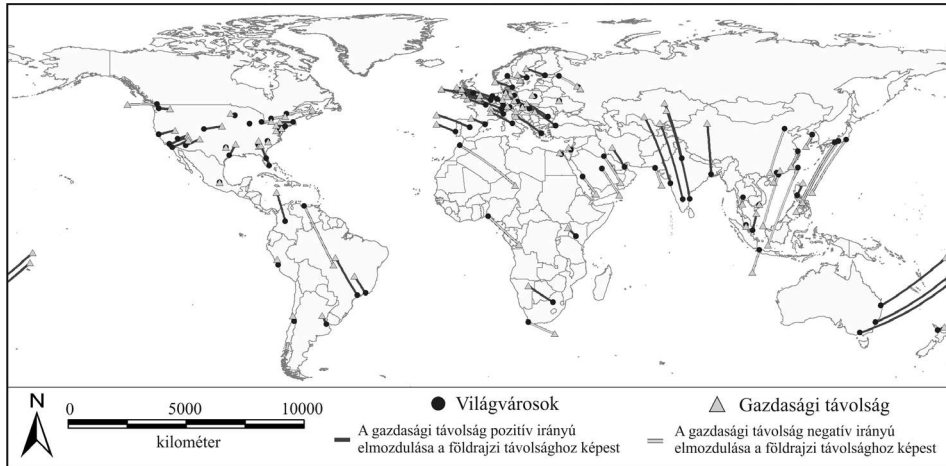 N
0 5000 10000
kilométer
Világvárosok
Gazdasági távolság
A gazdasági távolság pozitív irányú
elmozdulása a földrajzi távolsághoz képest
A gazdasági távolság negatív irányú
elmozdulása a földrajzi távolsághoz képest